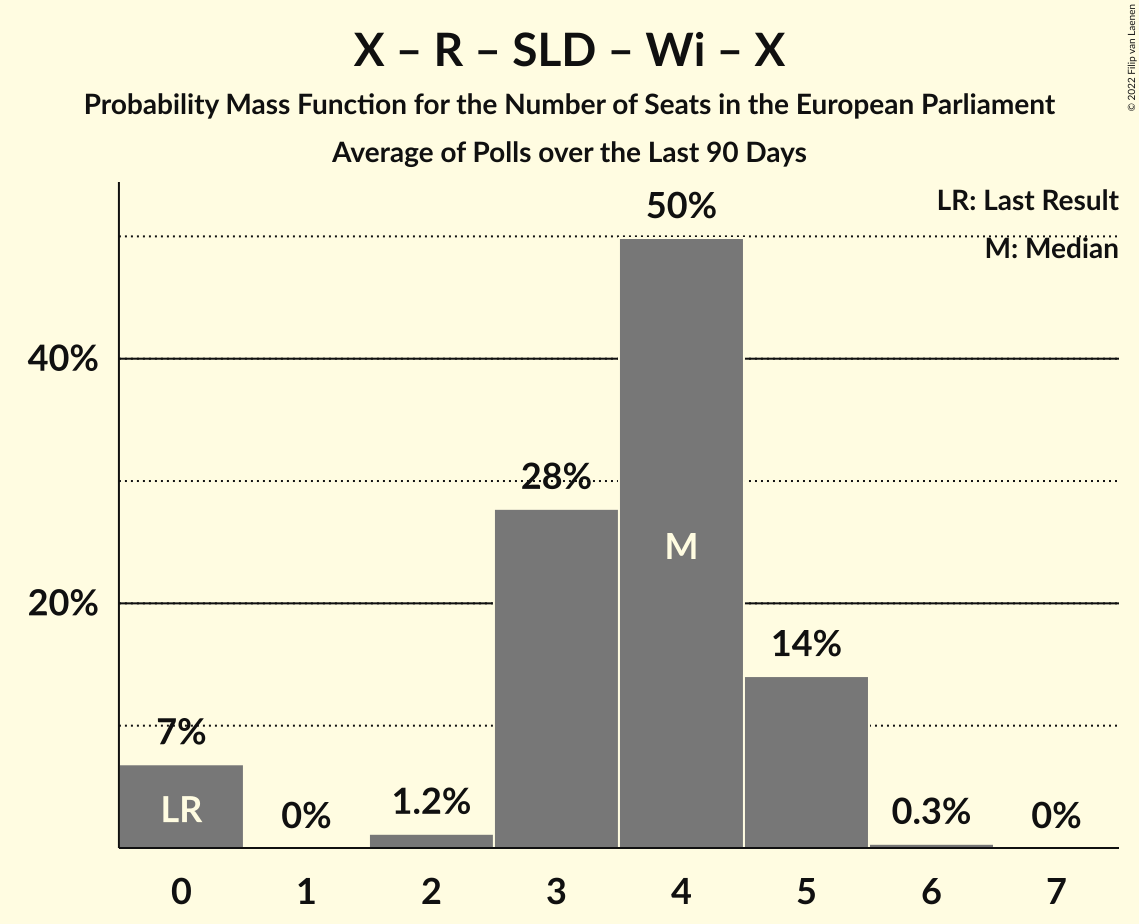 X – R – SLD – Wi – X
Probability Mass Function for the Number of Seats in the European Parliament
Average of Polls over the Last 90 Days
© 2022 Filip van Laenen
LR: Last Result
M: Median
50%
40%
28%
M
20%
14%
7%
LR
0%
1.2%
0.3%
0%
0 1 2 3 4 5 6 7